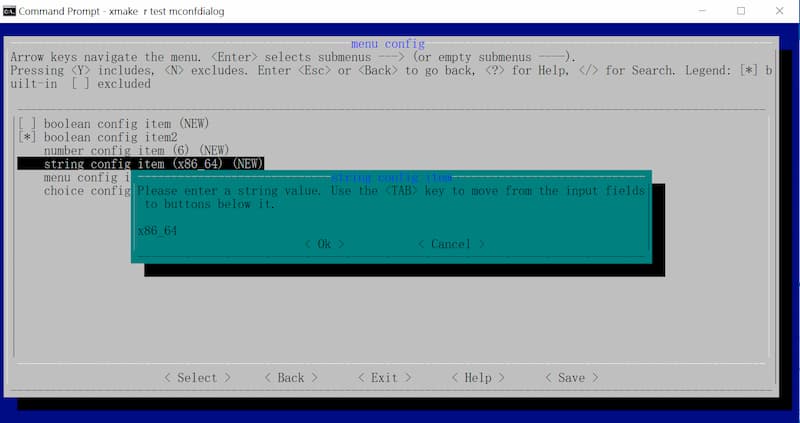 Command Prompt - xmake r test mconfdialog
menu config
Arrow keys navigate the menu. <Enter> selects submenus ---> (or empty submenus ----).
Pressing <Y> includes, <N> excludes. Enter <Esc> or <Back> to go back, <?> for Help, </> for Search. Legend: [*] b
uilt-in [ ] excluded
[ ] boolean config item (NEW)
[*] boolean config item2
number config item (6) (NEW)
string config item (x86_64) (NEW)
menu config i
choice config
string config item
Please enter a string value. Use the <TAB> key to move from the input fields
to buttons below it.
x86_64
< Ok > < Cancel >
< Select > < Back > < Exit > < Help > < Save >